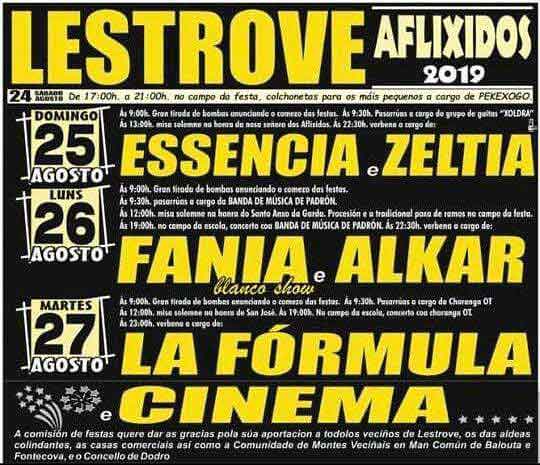 LESTROVE
AFLIXIDOS
2019
24 SÁBADO AGOSTO De 17:00h. a 21:00h. no campo da festa, colchonetas para os máis pequenos a cargo de PEKEXOGO.
DOMINGO
25
AGOSTO
Ás 9:00h. Gran tirada de bombas anunciando o comezo das festas. Ás 9:30h. Pasarrúas a cargo do grupo de gaitas "XOLDRA"
Ás 13:00h. misa solemne na honra da nosa señora dos Aflixidos. Ás 22:30h. verbena a cargo de:
ESSENCIA e ZELTIA
LUNS
26
AGOSTO
Ás 9:00h. Gran tirada de bombas anunciando o comezo das festas.
Ás 9:30h. pasarrúas a cargo da BANDA DE MÚSICA DE PADRÓN.
Ás 12:00h. misa solemne na honra do Santo Anxo da Garda. Procesión e a tradicional poxa de ramos no campo da festa.
Ás 19:00h. no campo da escola, concerto coa BANDA DE MÚSICA DE PADRÓN. Ás 22:30h. verbena a cargo de:
FANIA blanco show e ALKAR
MARTES
27
AGOSTO
Ás 9:00h. Gran tirada de bombas anunciando o comezo das festas. Ás 9:30h. Pasarrúas a cargo da Charanga OT
Ás 12:00h. misa solemne na honra de San José. Ás 19:00h. No campo da escola, concerto coa charanga OT.
Ás 23:00h. verbena a cargo de:
LA FÓRMULA
e CINEMA......
A comisión de festas quere dar as gracias pola súa aportacion a todolos veciños de Lestrove, os das aldeas
colindantes, as casas comerciais así como a Comunidade de Montes Veciñais en Man Común de Balouta e
Fontecova, e o Concello de Dodro